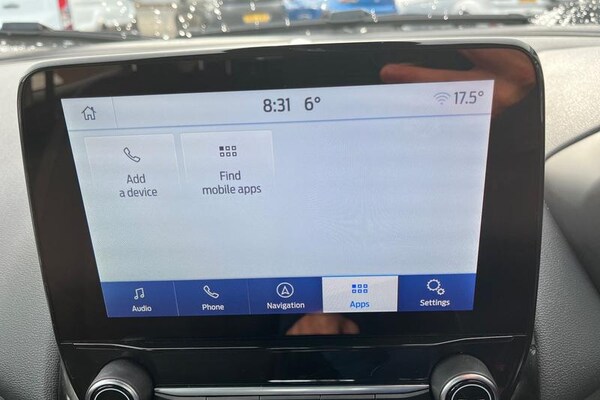 8:31 6° 17.5°
Add Find
a device mobile apps
Audio Phone Navigation Apps Settings